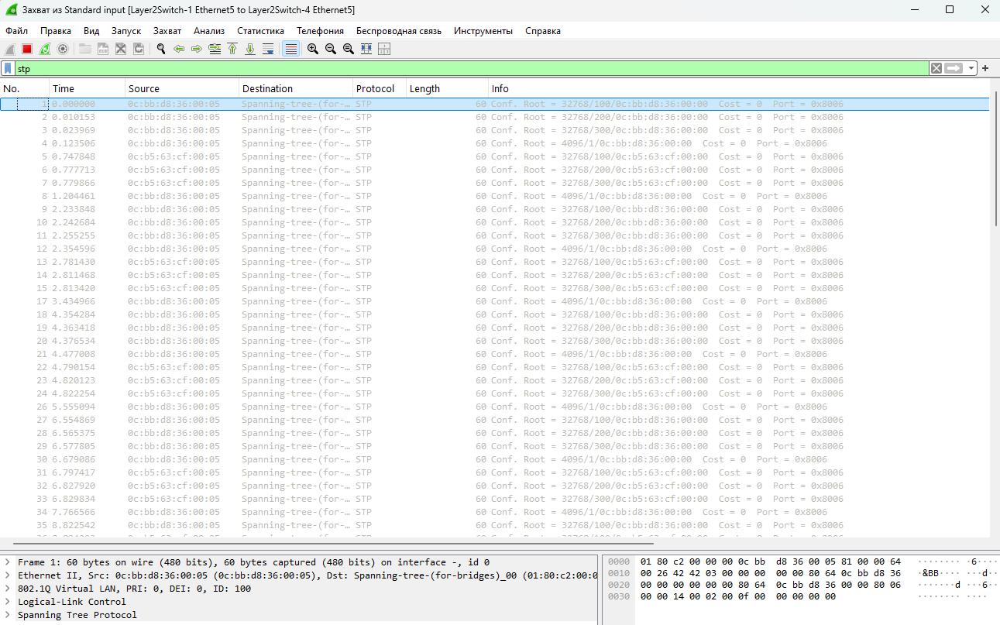 Захват из Standard input [Layer2Switch-1 Ethernet5 to Layer2Switch-4 Ethernet5]
Файл Правка Вид Запуск Захват Анализ Статистика Телефония Беспроводная связь Инструменты Справка
stp
No. Time Source Destination Protocol Length Info
1 0.000000 0c:bb:d8:36:00:05 Spanning-tree-(for-… STP 60 Conf. Root = 32768/100/0c:bb:d8:36:00:00 Cost = 0 Port = 0x8006
2 0.010153 0c:bb:d8:36:00:05 Spanning-tree-(for-… STP 60 Conf. Root = 32768/200/0c:bb:d8:36:00:00 Cost = 0 Port = 0x8006
3 0.023969 0c:bb:d8:36:00:05 Spanning-tree-(for-… STP 60 Conf. Root = 32768/300/0c:bb:d8:36:00:00 Cost = 0 Port = 0x8006
4 0.123506 0c:bb:d8:36:00:05 Spanning-tree-(for-… STP 60 Conf. Root = 4096/1/0c:bb:d8:36:00:00 Cost = 0 Port = 0x8006
5 0.747848 0c:b5:63:cf:00:05 Spanning-tree-(for-… STP 60 Conf. Root = 32768/100/0c:b5:63:cf:00:00 Cost = 0 Port = 0x8006
6 0.777713 0c:b5:63:cf:00:05 Spanning-tree-(for-… STP 60 Conf. Root = 32768/200/0c:b5:63:cf:00:00 Cost = 0 Port = 0x8006
7 0.779866 0c:b5:63:cf:00:05 Spanning-tree-(for-… STP 60 Conf. Root = 32768/300/0c:b5:63:cf:00:00 Cost = 0 Port = 0x8006
8 1.204461 0c:bb:d8:36:00:05 Spanning-tree-(for-… STP 60 Conf. Root = 4096/1/0c:bb:d8:36:00:00 Cost = 0 Port = 0x8006
9 2.233848 0c:bb:d8:36:00:05 Spanning-tree-(for-… STP 60 Conf. Root = 32768/100/0c:bb:d8:36:00:00 Cost = 0 Port = 0x8006
10 2.242684 0c:bb:d8:36:00:05 Spanning-tree-(for-… STP 60 Conf. Root = 32768/200/0c:bb:d8:36:00:00 Cost = 0 Port = 0x8006
11 2.255255 0c:bb:d8:36:00:05 Spanning-tree-(for-… STP 60 Conf. Root = 32768/300/0c:bb:d8:36:00:00 Cost = 0 Port = 0x8006
12 2.354596 0c:bb:d8:36:00:05 Spanning-tree-(for-… STP 60 Conf. Root = 4096/1/0c:bb:d8:36:00:00 Cost = 0 Port = 0x8006
13 2.781430 0c:b5:63:cf:00:05 Spanning-tree-(for-… STP 60 Conf. Root = 32768/100/0c:b5:63:cf:00:00 Cost = 0 Port = 0x8006
14 2.811468 0c:b5:63:cf:00:05 Spanning-tree-(for-… STP 60 Conf. Root = 32768/200/0c:b5:63:cf:00:00 Cost = 0 Port = 0x8006
15 2.813420 0c:b5:63:cf:00:05 Spanning-tree-(for-… STP 60 Conf. Root = 32768/300/0c:b5:63:cf:00:00 Cost = 0 Port = 0x8006
17 3.434966 0c:bb:d8:36:00:05 Spanning-tree-(for-… STP 60 Conf. Root = 4096/1/0c:bb:d8:36:00:00 Cost = 0 Port = 0x8006
18 4.354284 0c:bb:d8:36:00:05 Spanning-tree-(for-… STP 60 Conf. Root = 32768/100/0c:bb:d8:36:00:00 Cost = 0 Port = 0x8006
19 4.363418 0c:bb:d8:36:00:05 Spanning-tree-(for-… STP 60 Conf. Root = 32768/200/0c:bb:d8:36:00:00 Cost = 0 Port = 0x8006
20 4.376534 0c:bb:d8:36:00:05 Spanning-tree-(for-… STP 60 Conf. Root = 32768/300/0c:bb:d8:36:00:00 Cost = 0 Port = 0x8006
21 4.477008 0c:bb:d8:36:00:05 Spanning-tree-(for-… STP 60 Conf. Root = 4096/1/0c:bb:d8:36:00:00 Cost = 0 Port = 0x8006
22 4.790154 0c:b5:63:cf:00:05 Spanning-tree-(for-… STP 60 Conf. Root = 32768/100/0c:b5:63:cf:00:00 Cost = 0 Port = 0x8006
23 4.820123 0c:b5:63:cf:00:05 Spanning-tree-(for-… STP 60 Conf. Root = 32768/200/0c:b5:63:cf:00:00 Cost = 0 Port = 0x8006
24 4.822254 0c:b5:63:cf:00:05 Spanning-tree-(for-… STP 60 Conf. Root = 32768/300/0c:b5:63:cf:00:00 Cost = 0 Port = 0x8006
26 5.555094 0c:bb:d8:36:00:05 Spanning-tree-(for-… STP 60 Conf. Root = 4096/1/0c:bb:d8:36:00:00 Cost = 0 Port = 0x8006
27 6.554869 0c:bb:d8:36:00:05 Spanning-tree-(for-… STP 60 Conf. Root = 32768/100/0c:bb:d8:36:00:00 Cost = 0 Port = 0x8006
28 6.565375 0c:bb:d8:36:00:05 Spanning-tree-(for-… STP 60 Conf. Root = 32768/200/0c:bb:d8:36:00:00 Cost = 0 Port = 0x8006
29 6.577805 0c:bb:d8:36:00:05 Spanning-tree-(for-… STP 60 Conf. Root = 32768/300/0c:bb:d8:36:00:00 Cost = 0 Port = 0x8006
30 6.679086 0c:bb:d8:36:00:05 Spanning-tree-(for-… STP 60 Conf. Root = 4096/1/0c:bb:d8:36:00:00 Cost = 0 Port = 0x8006
31 6.797417 0c:b5:63:cf:00:05 Spanning-tree-(for-… STP 60 Conf. Root = 32768/100/0c:b5:63:cf:00:00 Cost = 0 Port = 0x8006
32 6.827920 0c:b5:63:cf:00:05 Spanning-tree-(for-… STP 60 Conf. Root = 32768/200/0c:b5:63:cf:00:00 Cost = 0 Port = 0x8006
33 6.829834 0c:b5:63:cf:00:05 Spanning-tree-(for-… STP 60 Conf. Root = 32768/300/0c:b5:63:cf:00:00 Cost = 0 Port = 0x8006
34 7.766566 0c:bb:d8:36:00:05 Spanning-tree-(for-… STP 60 Conf. Root = 4096/1/0c:bb:d8:36:00:00 Cost = 0 Port = 0x8006
35 8.822542 0c:b5:63:cf:00:05 Spanning-tree-(for-… STP 60 Conf. Root = 32768/100/0c:b5:63:cf:00:00 Cost = 0 Port = 0x8006
Frame 1: 60 bytes on wire (480 bits), 60 bytes captured (480 bits) on interface -, id 0
Ethernet II, Src: 0c:bb:d8:36:00:05 (0c:bb:d8:36:00:05), Dst: Spanning-tree-(for-bridges)_00 (01:80:c2:00:0
802.1Q Virtual LAN, PRI: 0, DEI: 0, ID: 100
Logical-Link Control
Spanning Tree Protocol
0000 01 80 c2 00 00 00 0c bb d8 36 00 05 81 00 00 64 ········ ·6·····d
0010 00 26 42 42 03 00 00 00 00 00 80 64 0c bb d8 36 ·&BB···· ···d···6
0020 00 00 00 00 00 00 80 64 0c bb d8 36 00 00 80 06 ·······d ···6····
0030 00 00 14 00 02 00 0f 00 00 00 00 00 ········ ····